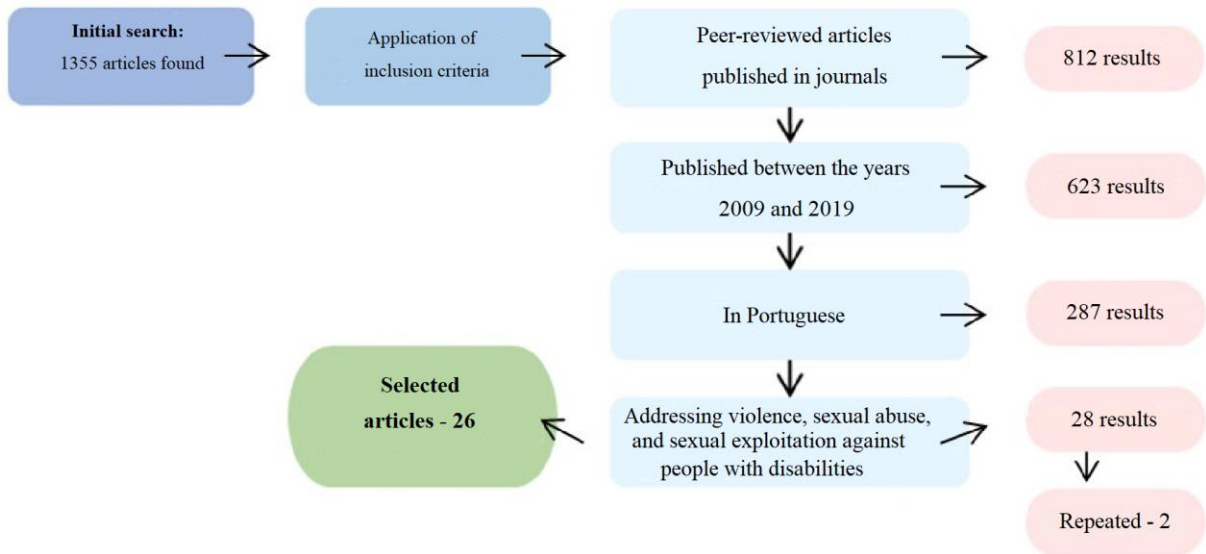 Initial search:
1355 articles found
Application of
inclusion criteria
Peer-reviewed articles
published in journals
812 results
Published between the years
2009 and 2019
623 results
In Portuguese
287 results
Selected
articles - 26
Addressing violence, sexual abuse,
and sexual exploitation against
people with disabilities
28 results
Repeated - 2